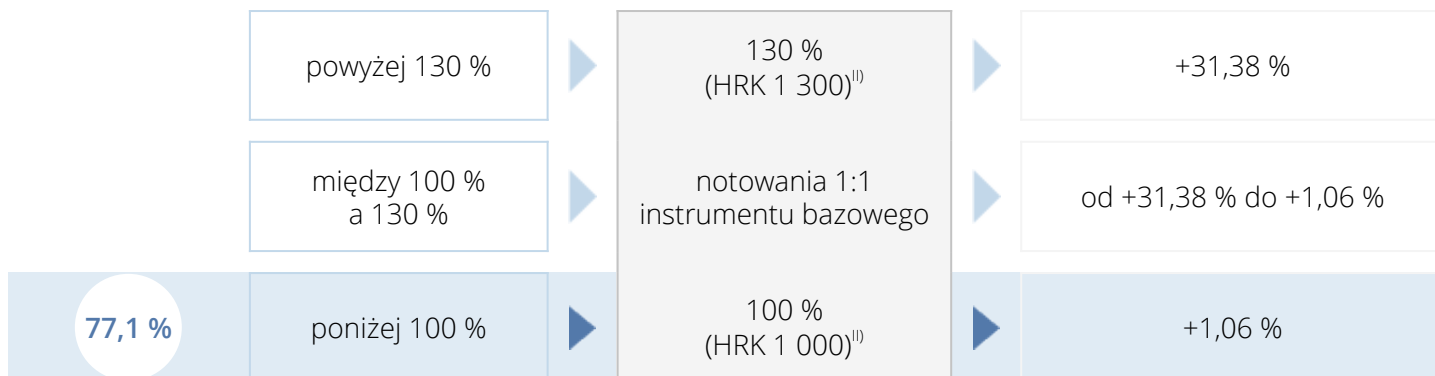 powyżej 130 %
130 %
(HRK 1 300)II)
+31,38 %
między 100 %
a 130 %
notowania 1:1
instrumentu bazowego
od +31,38 % do +1,06 %
77,1 %
poniżej 100 %
100 %
(HRK 1 000)II)
+1,06 %